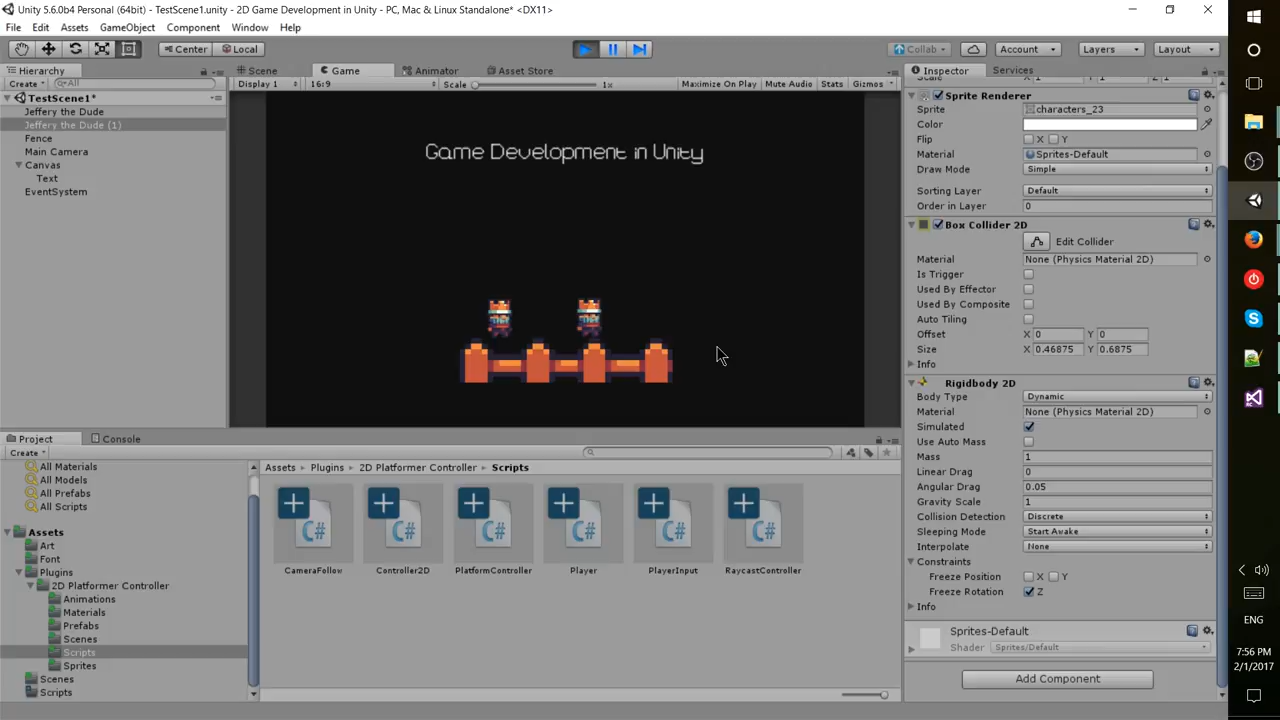 Unity 5.6.0b4 Personal (64bit) - TestScene1.unity - 2D Game Development in Unity - PC, Mac & Linux Standalone* <DX11>
File Edit Assets GameObject Component Window Help
Center Local Collab Account Layers Layout
Hierarchy
Create All
TestScene1*
Jeffery the Dude
Jeffery the Dude (1)
Fence
Main Camera
Canvas
Text
EventSystem
Scene Game Animator Asset Store
Display 1 16:9 Scale 1x Maximize On Play Mute Audio Stats Gizmos
Game Development in Unity
Inspector Services
Scale X 1 Y 1 Z 1
Sprite Renderer
Sprite characters_23
Color
Flip X Y
Material Sprites-Default
Draw Mode Simple
Sorting Layer Default
Order in Layer 0
Box Collider 2D
Edit Collider
Material None (Physics Material 2D)
Is Trigger
Used By Effector
Used By Composite
Auto Tiling
Offset X 0 Y 0
Size X 0.46875 Y 0.6875
Info
Rigidbody 2D
Body Type Dynamic
Material None (Physics Material 2D)
Simulated
Use Auto Mass
Mass 1
Linear Drag 0
Angular Drag 0.05
Gravity Scale 1
Collision Detection Discrete
Sleeping Mode Start Awake
Interpolate None
Constraints
Freeze Position X Y
Freeze Rotation Z
Info
Sprites-Default
Shader Sprites/Default
Add Component
Project Console
Create
All Materials
All Models
All Prefabs
All Scripts
Assets
Art
Font
Plugins
2D Platformer Controller
Animations
Materials
Prefabs
Scenes
Scripts
Sprites
Scenes
Scripts
Assets Plugins 2D Platformer Controller Scripts
C# C# C# C# C# C#
CameraFollow Controller2D PlatformController Player PlayerInput RaycastController
ENG
7:56 PM
2/1/2017